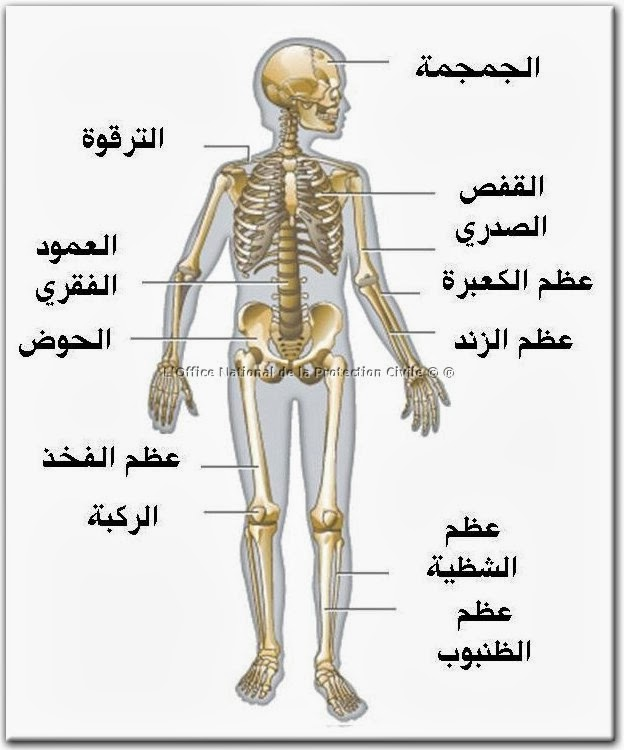 الجمجمة
الترقوة
القفص
الصدري
العمود
الفقري
عظم الكعبرة
عظم الزند
الحوض
L'Office National de la Protection Civile © ®
عظم الفخذ
الركبة
عظم
الشظية
عظم
الظنبوب